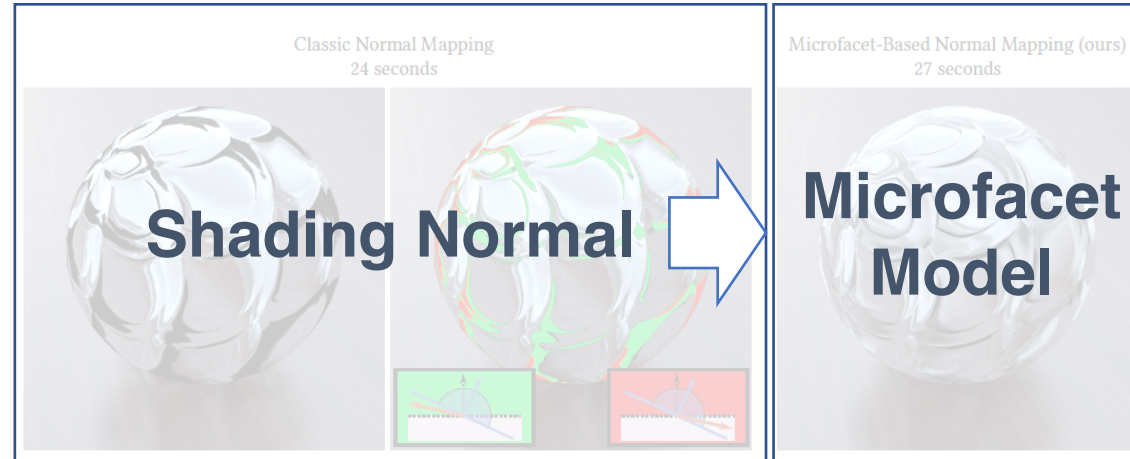 Classic Normal Mapping
24 seconds
Microfacet-Based Normal Mapping (ours)
27 seconds
Shading Normal
Microfacet
Model